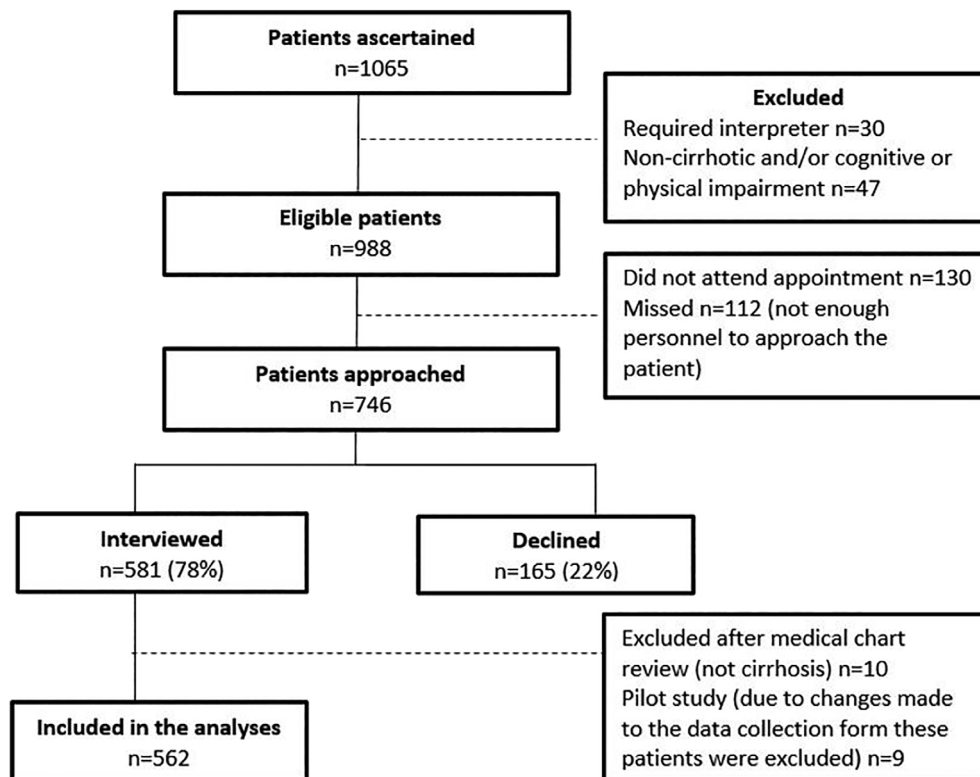 Patients ascertained
n=1065
Excluded
Required interpreter n=30
Non-cirrhotic and/or cognitive or
physical impairment n=47
Eligible patients
n=988
Did not attend appointment n=130
Missed n=112 (not enough
personnel to approach the
patient)
Patients approached
n=746
Interviewed
n=581 (78%)
Declined
n=165 (22%)
Excluded after medical chart
review (not cirrhosis) n=10
Pilot study (due to changes made
to the data collection form these
patients were excluded) n=9
Included in the analyses
n=562